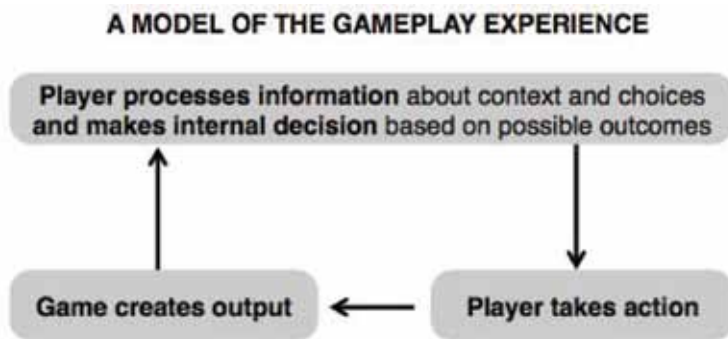 A MODEL OF THE GAMEPLAY EXPERIENCE
Player processes information about context and choices
and makes internal decision based on possible outcomes
Game creates output
Player takes action